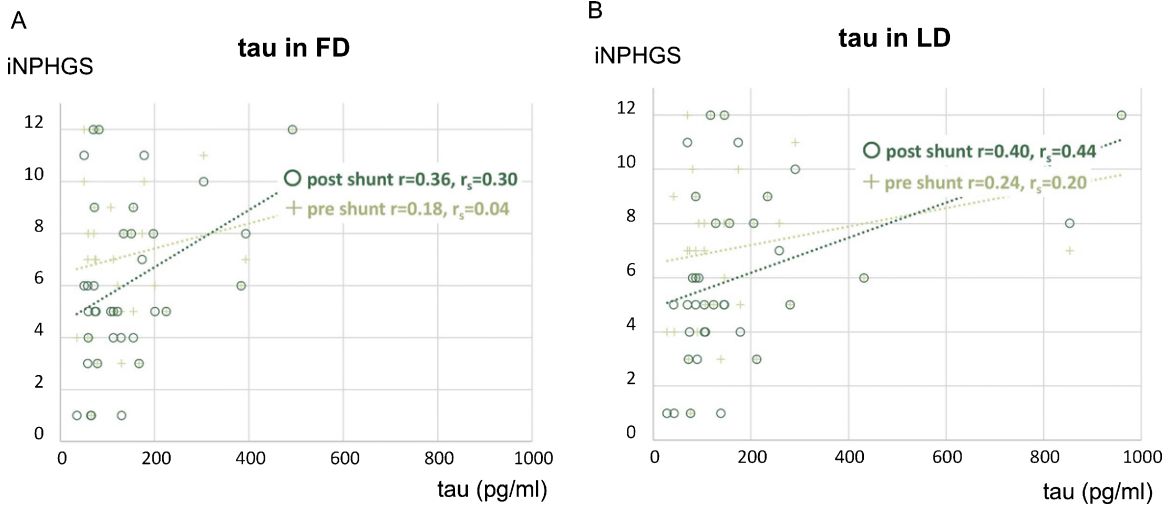 A
tau in FD
iNPHGS
12
10
8
6
4
2
0
post shunt r=0.36, rs=0.30
pre shunt r=0.18, rs=0.04
0 200 400 600 800 1000
tau (pg/ml)
B
tau in LD
iNPHGS
12
10
8
6
4
2
0
post shunt r=0.40, rs=0.44
pre shunt r=0.24, rs=0.20
0 200 400 600 800 1000
tau (pg/ml)